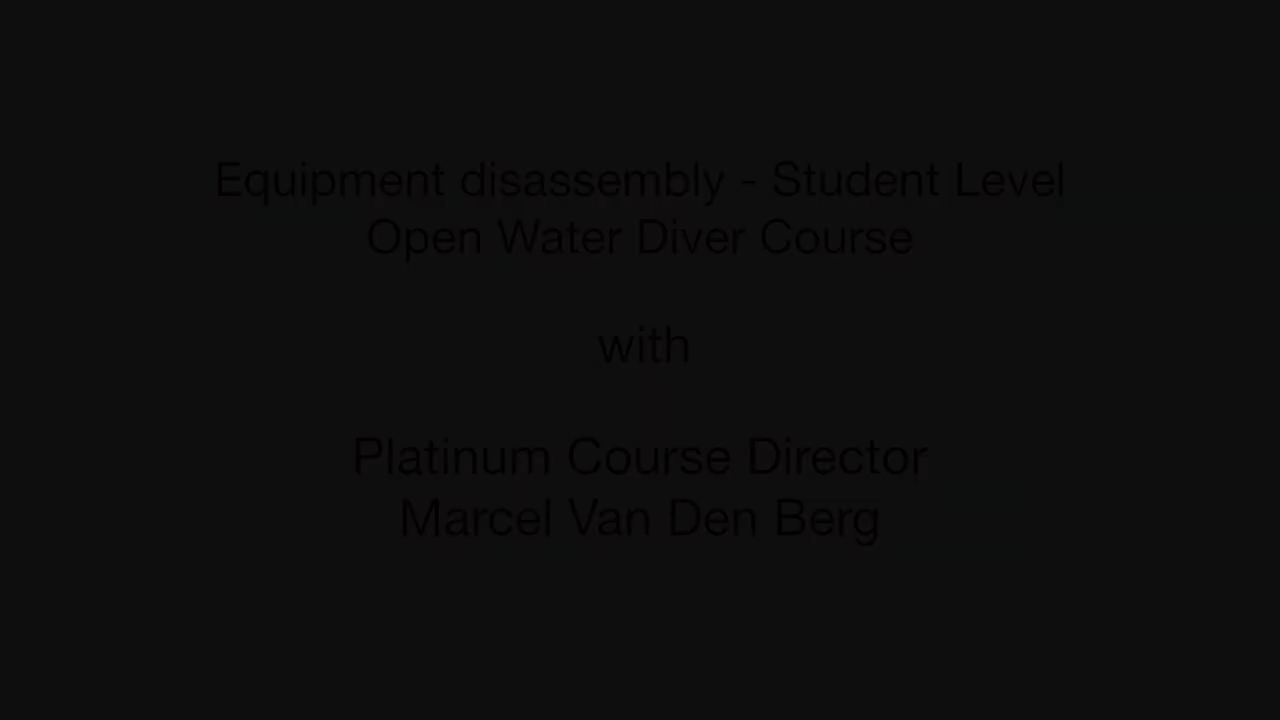 Equipment disassembly - Student Level
Open Water Diver Course
with
Platinum Course Director
Marcel Van Den Berg